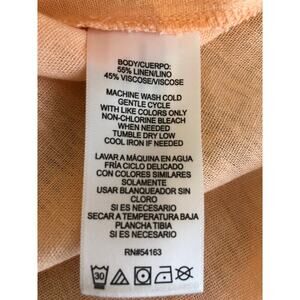 BODY/CUERPO:
55% LINEN/LINO
45% VISCOSE/VISCOSE
MACHINE WASH COLD
GENTLE CYCLE
WITH LIKE COLORS ONLY
NON-CHLORINE BLEACH
WHEN NEEDED
TUMBLE DRY LOW
COOL IRON IF NEEDED
LAVAR A MÁQUINA EN AGUA
FRÍA CICLO DELICADO
CON COLORES SIMILARES
SOLAMENTE
USAR BLANQUEADOR SIN
CLORO
SI ES NECESARIO
SECAR A TEMPERATURA BAJA
PLANCHA TIBIA
SI ES NECESARIO
RN#54163
30